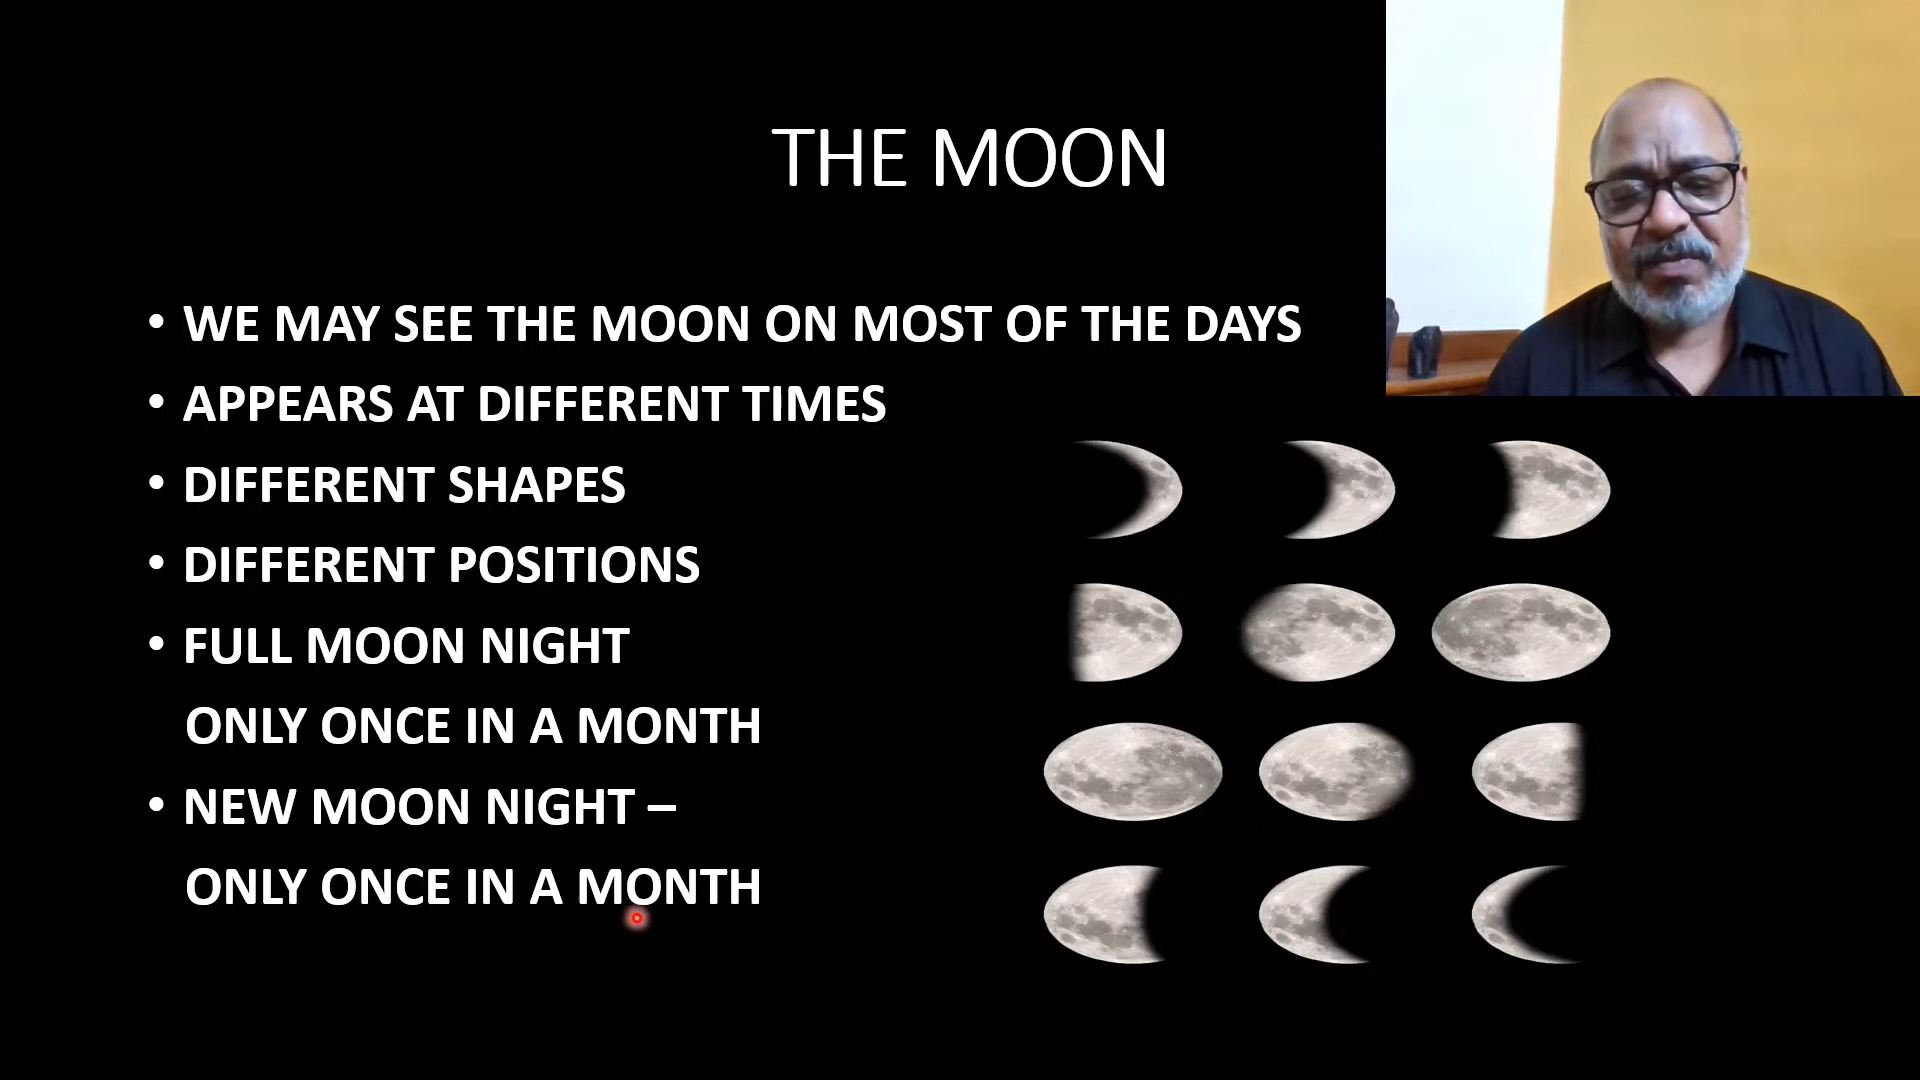 THE MOON
• WE MAY SEE THE MOON ON MOST OF THE DAYS
• APPEARS AT DIFFERENT TIMES
• DIFFERENT SHAPES
• DIFFERENT POSITIONS
• FULL MOON NIGHT
ONLY ONCE IN A MONTH
• NEW MOON NIGHT –
ONLY ONCE IN A MONTH